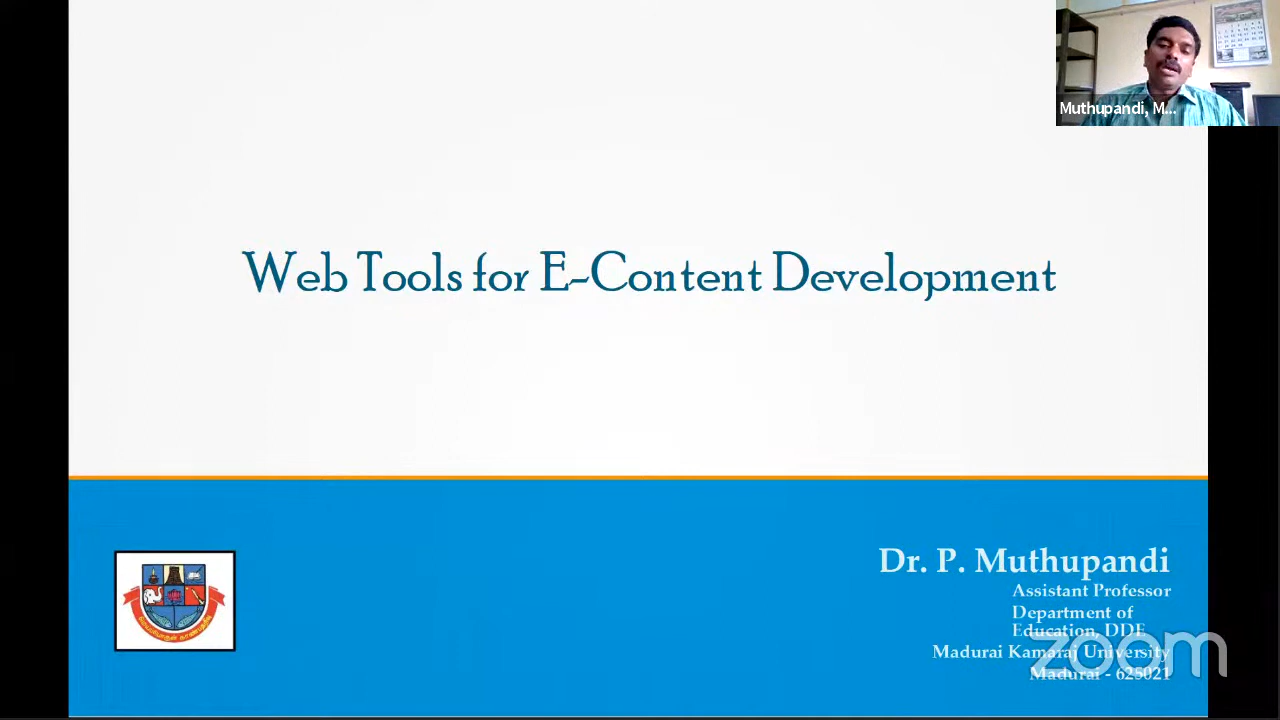 Muthupandi, M...
Web Tools for E-Content Development
Dr. P. Muthupandi
Assistant Professor
Department of
Education, DDE
Madurai Kamaraj University
Madurai - 625021
zoom